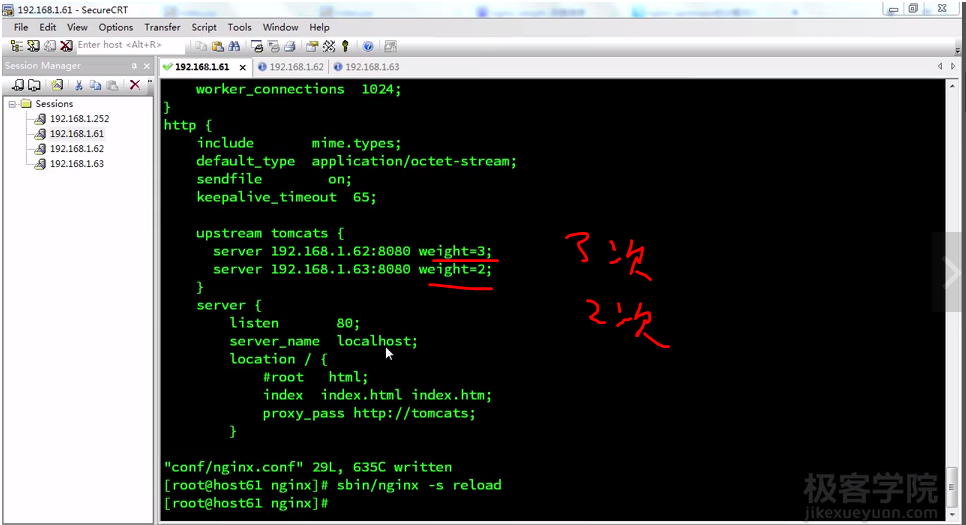 192.168.1.61 - SecureCRT
File Edit View Options Transfer Script Tools Window Help
Enter host <Alt+R>
Session Manager
192.168.1.61 192.168.1.62 192.168.1.63
Sessions
192.168.1.252
192.168.1.61
192.168.1.62
192.168.1.63
worker_connections 1024;
}
http {
include mime.types;
default_type application/octet-stream;
sendfile on;
keepalive_timeout 65;
upstream tomcats {
server 192.168.1.62:8080 weight=3;
server 192.168.1.63:8080 weight=2;
}
3次
2次
server {
listen 80;
server_name localhost;
location / {
#root html;
index index.html index.htm;
proxy_pass http://tomcats;
}
"conf/nginx.conf" 29L, 635C written
[root@host61 nginx]# sbin/nginx -s reload
[root@host61 nginx]#
极客学院
jikexueyuan.com